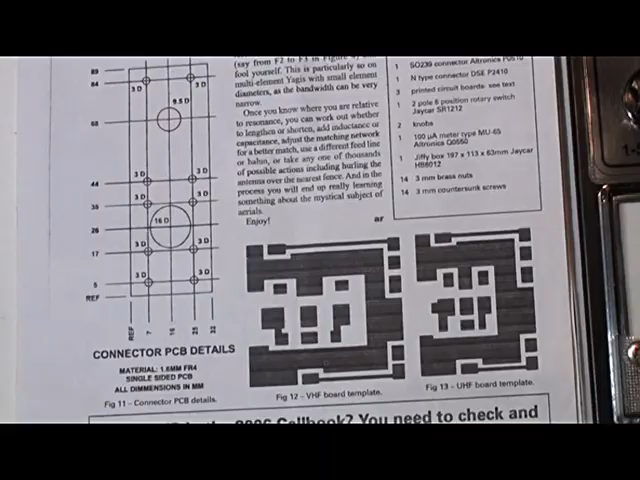 89
84
3 D
3 D
9.5 D
68
44
3 D
3 D
35
3 D
3 D
16 D
26
17
3 D
3 D
5
3 D
3 D
REF
REF
7
16
25
32
CONNECTOR PCB DETAILS
MATERIAL: 1.6MM FR4
SINGLE SIDED PCB
ALL DIMMENSIONS IN MM
Fig 11 – Connector PCB details.
(say from F2 to F3 in Figure
fool yourself. This is particularly so on
multi-element Yagis with small element
diameters, as the bandwidth can be very
narrow.
Once you know where you are relative
to resonance, you can work out whether
to lengthen or shorten, add inductance or
capacitance, adjust the matching network
for a better match, use a different feed line
or balun, or take any one of thousands
of possible actions including hurling the
antenna over the nearest fence. And in the
process you will end up really learning
something about the mystical subject of
aerials.
Enjoy!
ar
1 SO239 connector Altronics P0510
1 N type connector DSE P2410
3 printed circuit boards- see text
1 2 pole 6 position rotary switch
Jaycar SR1212
2 knobs
1 100 µA meter type MU-65
Altronics Q0550
1 Jiffy box 197 x 113 x 63mm Jaycar
HB6012
14 3 mm brass nuts
14 3 mm countersunk screws
Fig 12 – VHF board template.
Fig 13 – UHF board template.
Callbook? You need to check and